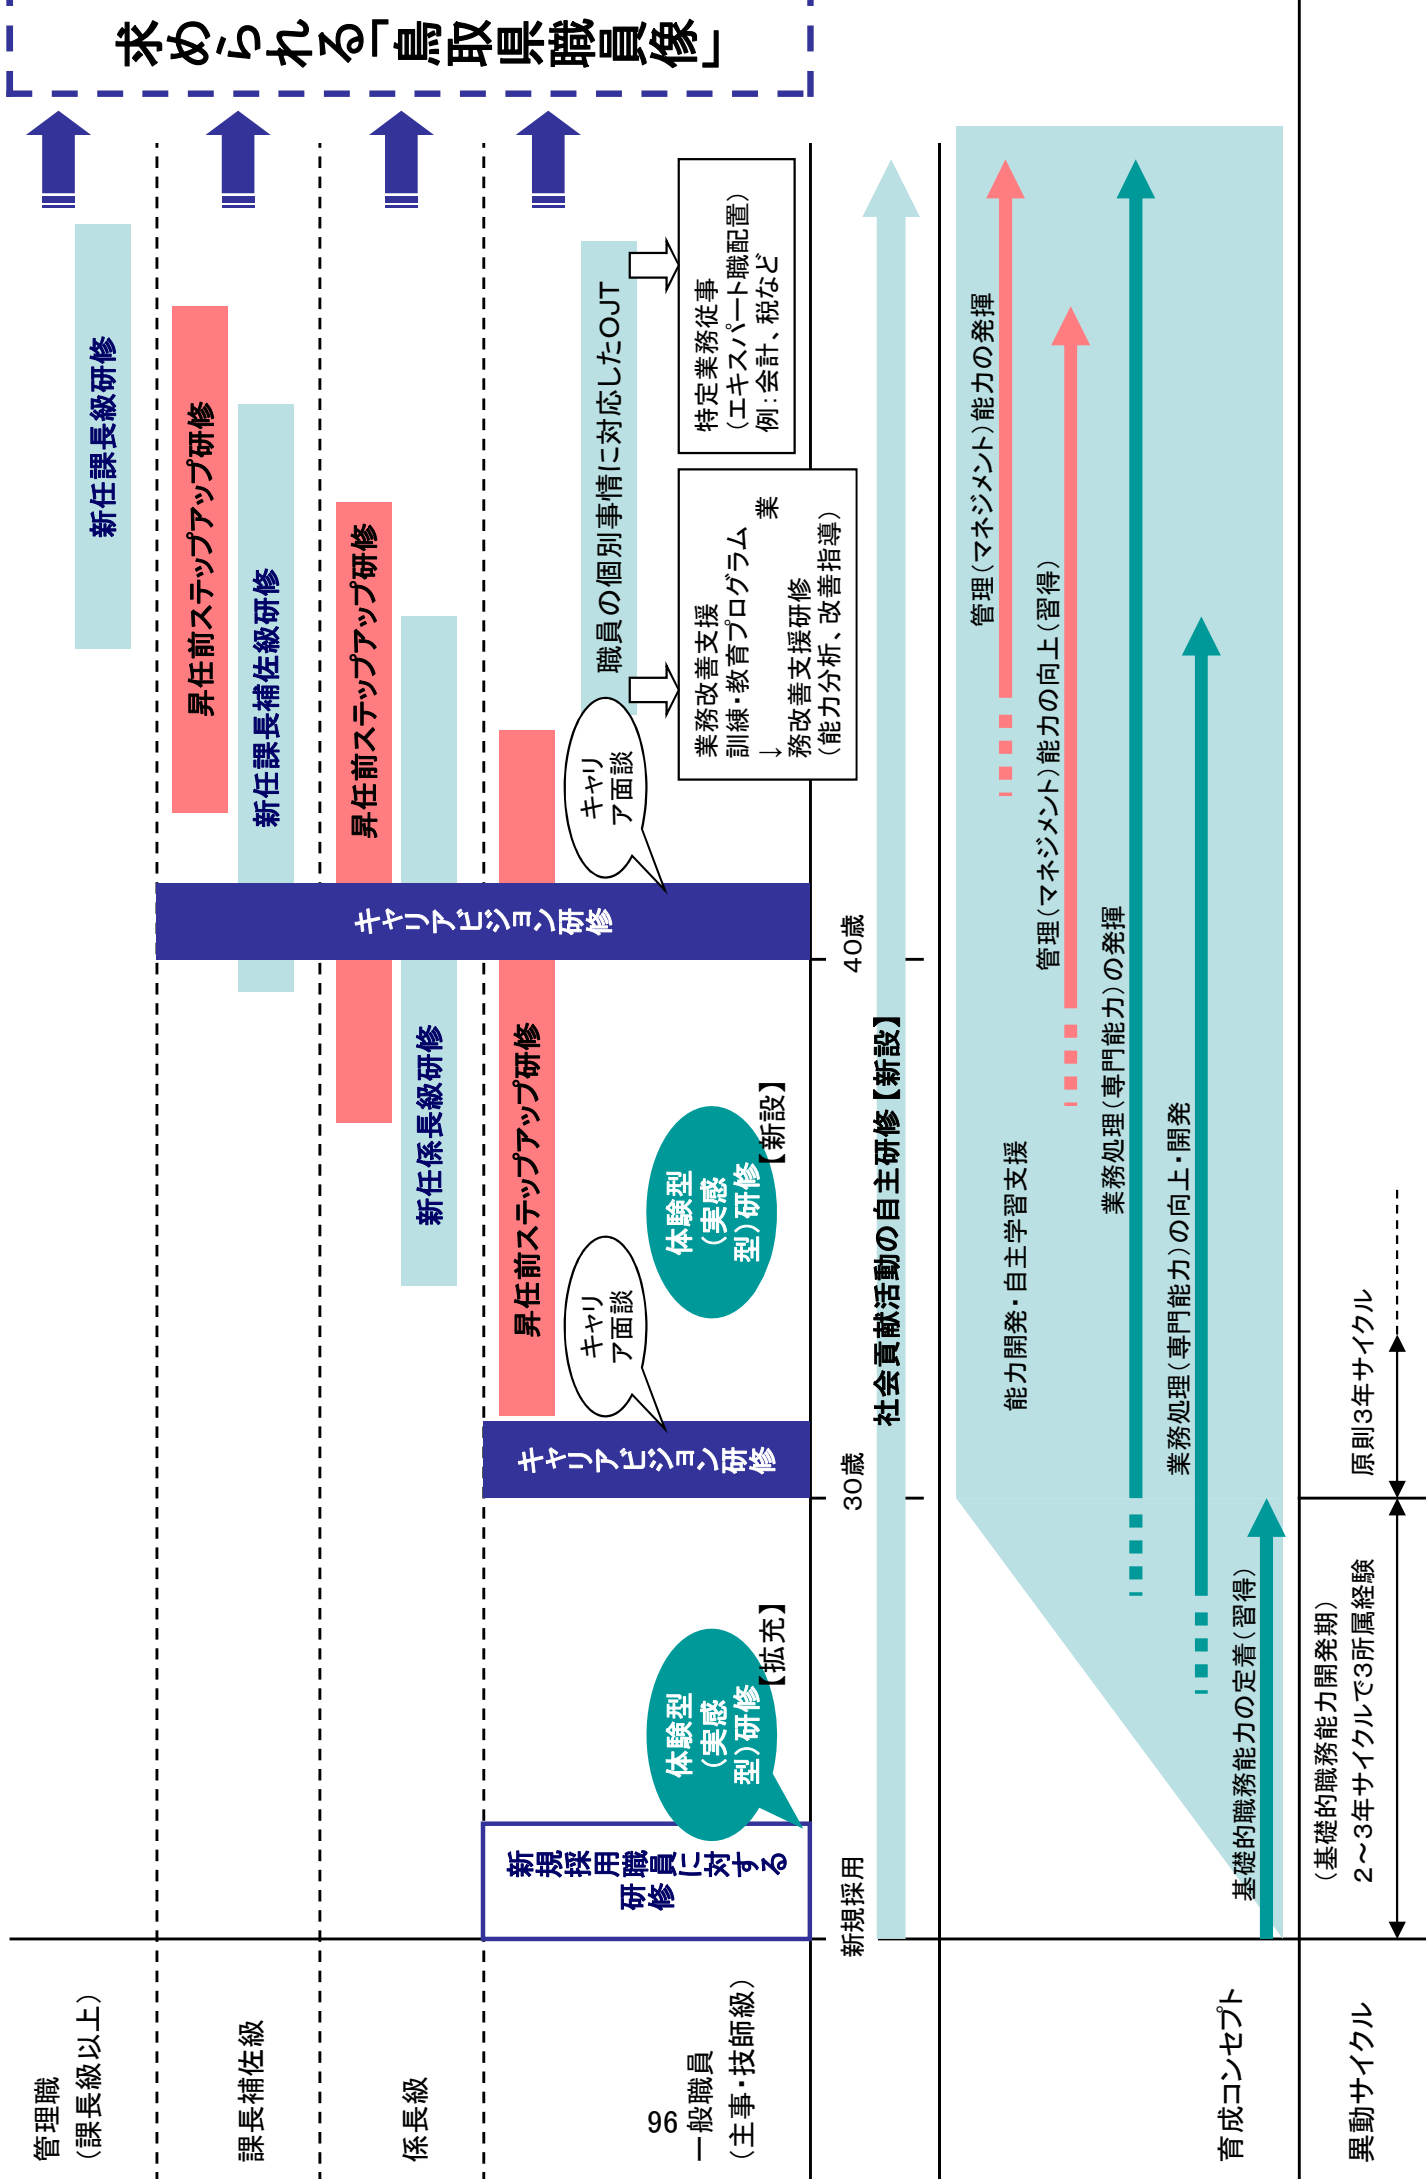 求められる「鳥取県職員像」
管理職
（課長級以上）
新任課長級研修
課長補佐級
昇任前ステップアップ研修
新任課長補佐級研修
係長級
昇任前ステップアップ研修
新任係長級研修
一般職員
（主事・技師級）
昇任前ステップアップ研修
新規採用職員に対する
研修
体験型
（実感
型）研修
【拡充】
キャリアビジョン研修
キャリ
ア面談
体験型
（実感
型）研修
【新設】
キャリアビジョン研修
キャリ
ア面談
職員の個別事情に対応したOJT
業務改善支援
訓練・教育プログラム
↓　　　　　　　　　業
務改善支援研修
（能力分析、改善指導）
特定業務従事
（エキスパート職配置）
例：会計、税など
新規採用
30歳
40歳
社会貢献活動の自主研修【新設】
育成コンセプト
能力開発・自主学習支援
管理（マネジメント）能力の発揮
管理（マネジメント）能力の向上（習得）
業務処理（専門能力）の発揮
業務処理（専門能力）の向上・開発
基礎的職務能力の定着（習得）
異動サイクル
（基礎的職務能力開発期）
2～3年サイクルで3所属経験
原則3年サイクル
96